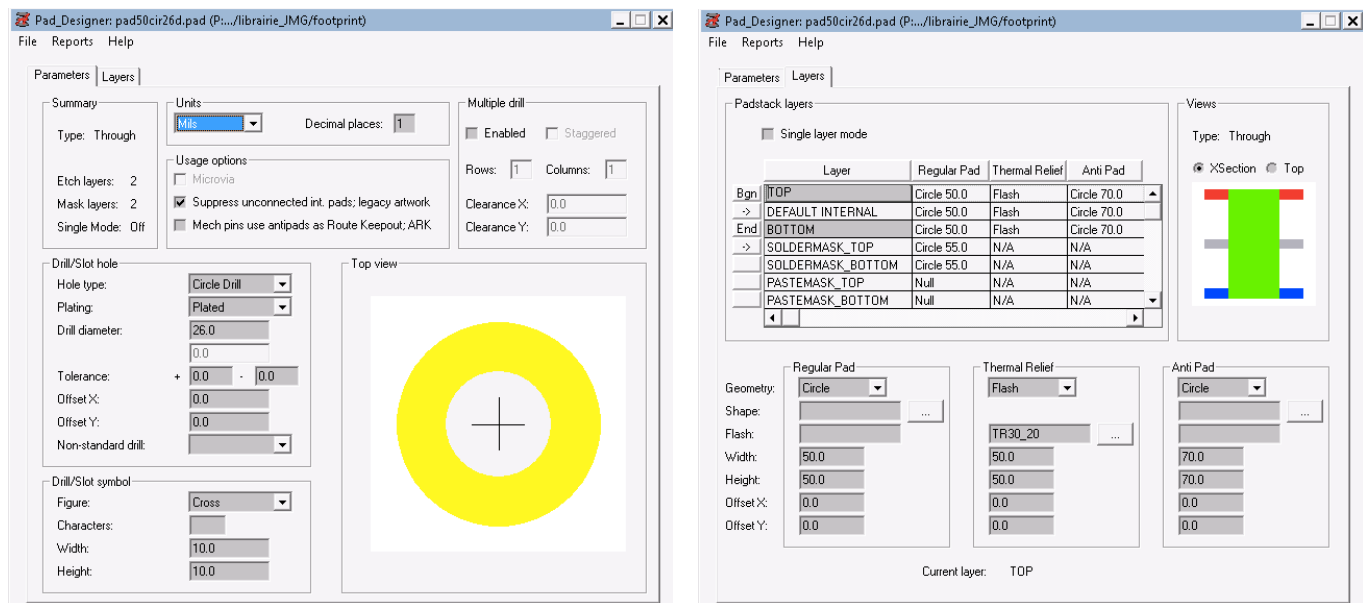 Pad_Designer: pad50cir26d.pad (P:.../librairie_JMG/footprint)
File Reports Help
Parameters Layers
Summary
Type: Through
Etch layers: 2
Mask layers: 2
Single Mode: Off
Units
Mils Decimal places: 1
Usage options
Microvia
Suppress unconnected int. pads; legacy artwork
Mech pins use antipads as Route Keepout; ARK
Multiple drill
Enabled Staggered
Rows: 1 Columns: 1
Clearance X: 0.0
Clearance Y: 0.0
Drill/Slot hole
Hole type: Circle Drill
Plating: Plated
Drill diameter: 26.0
0.0
Tolerance: + 0.0 - 0.0
Offset X: 0.0
Offset Y: 0.0
Non-standard drill:
Drill/Slot symbol
Figure: Cross
Characters:
Width: 10.0
Height: 10.0
Top view
Pad_Designer: pad50cir26d.pad (P:.../librairie_JMG/footprint)
File Reports Help
Parameters Layers
Padstack layers
Single layer mode
Layer Regular Pad Thermal Relief Anti Pad
Bgn TOP Circle 50.0 Flash Circle 70.0
-> DEFAULT INTERNAL Circle 50.0 Flash Circle 70.0
End BOTTOM Circle 50.0 Flash Circle 70.0
-> SOLDERMASK_TOP Circle 55.0 N/A N/A
SOLDERMASK_BOTTOM Circle 55.0 N/A N/A
PASTEMASK_TOP Null N/A N/A
PASTEMASK_BOTTOM Null N/A N/A
Views
Type: Through
XSection Top
Regular Pad Thermal Relief Anti Pad
Geometry: Circle Flash Circle
Shape: ... ...
Flash: TR30_20 ...
Width: 50.0 50.0 70.0
Height: 50.0 50.0 70.0
Offset X: 0.0 0.0 0.0
Offset Y: 0.0 0.0 0.0
Current layer: TOP